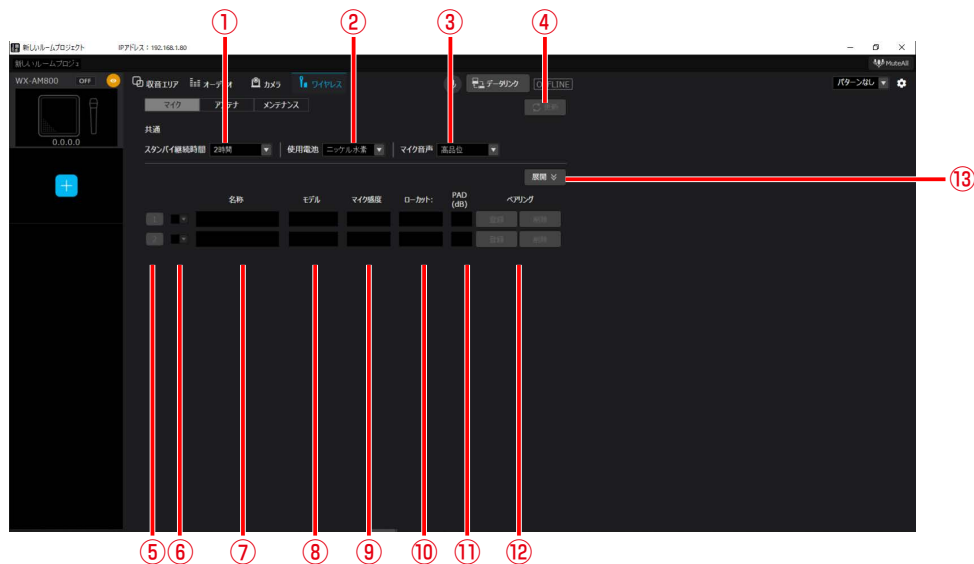 ① ② ③ ④
新しいルームプロジェクト IPアドレス：192.168.1.80
新しいルームプロジェ MuteAll
WX-AM800 OFF 収音エリア オーディオ カメラ ワイヤレス データリンク OFFLINE パターンなし
マイク アンテナ メンテナンス 更新
共通
0.0.0.0
スタンバイ継続時間 2時間 使用電池 ニッケル水素 マイク音声 高品位
展開 ⑬
名称 モデル マイク感度 ローカット: PAD (dB) ペアリング
1 登録 削除
2 登録 削除
⑤ ⑥ ⑦ ⑧ ⑨ ⑩ ⑪ ⑫